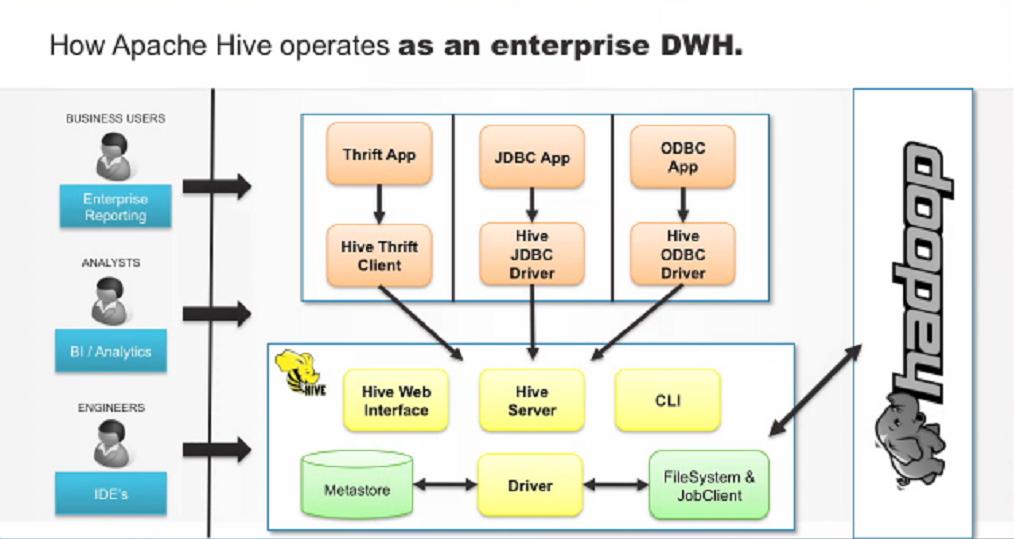 How Apache Hive operates as an enterprise DWH.
BUSINESS USERS
Enterprise
Reporting
ANALYSTS
BI / Analytics
ENGINEERS
IDE's
Thrift App
JDBC App
ODBC
App
Hive Thrift
Client
Hive
JDBC
Driver
Hive
ODBC
Driver
HIVE
Hive Web
Interface
Hive
Server
CLI
Metastore
Driver
FileSystem &
JobClient
hadoop